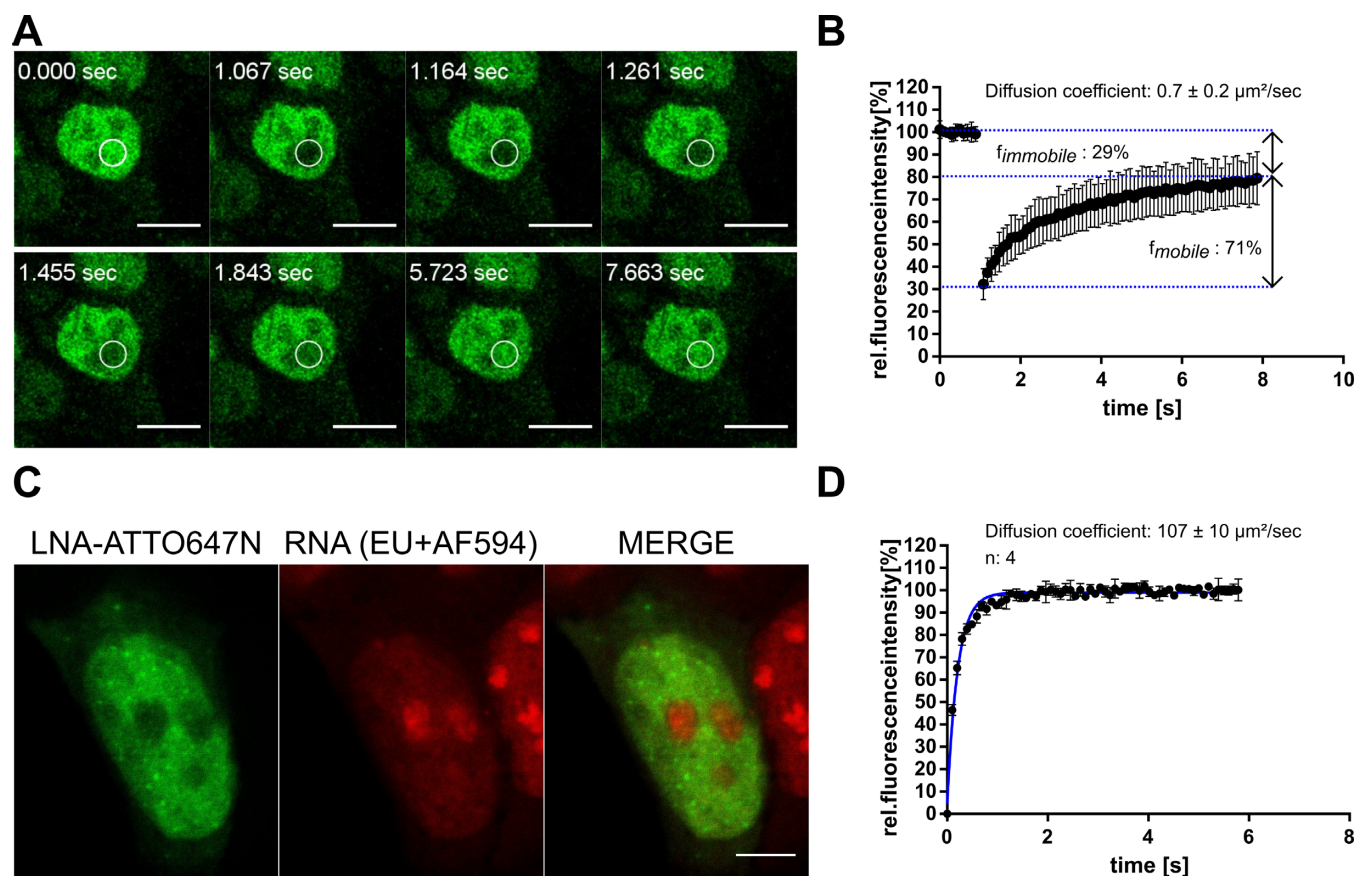 A
0.000 sec
1.067 sec
1.164 sec
1.261 sec
1.455 sec
1.843 sec
5.723 sec
7.663 sec
B
Diffusion coefficient: 0.7 ± 0.2 µm²/sec
rel.fluorescenceintensity[%]
120
110
100
90
80
70
60
50
40
30
20
10
0
fimmobile : 29%
fmobile : 71%
0 2 4 6 8 10
time [s]
C
LNA-ATTO647N RNA (EU+AF594) MERGE
D
Diffusion coefficient: 107 ± 10 µm²/sec
n: 4
rel.fluorescenceintensity[%]
120
110
100
90
80
70
60
50
40
30
20
10
0
0 2 4 6 8
time [s]